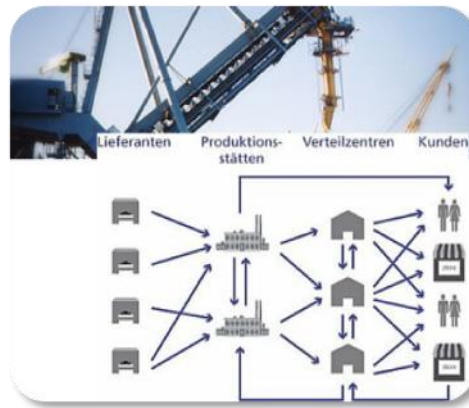 Lieferanten
Produktions-
stätten
Verteilzentren
Kunden